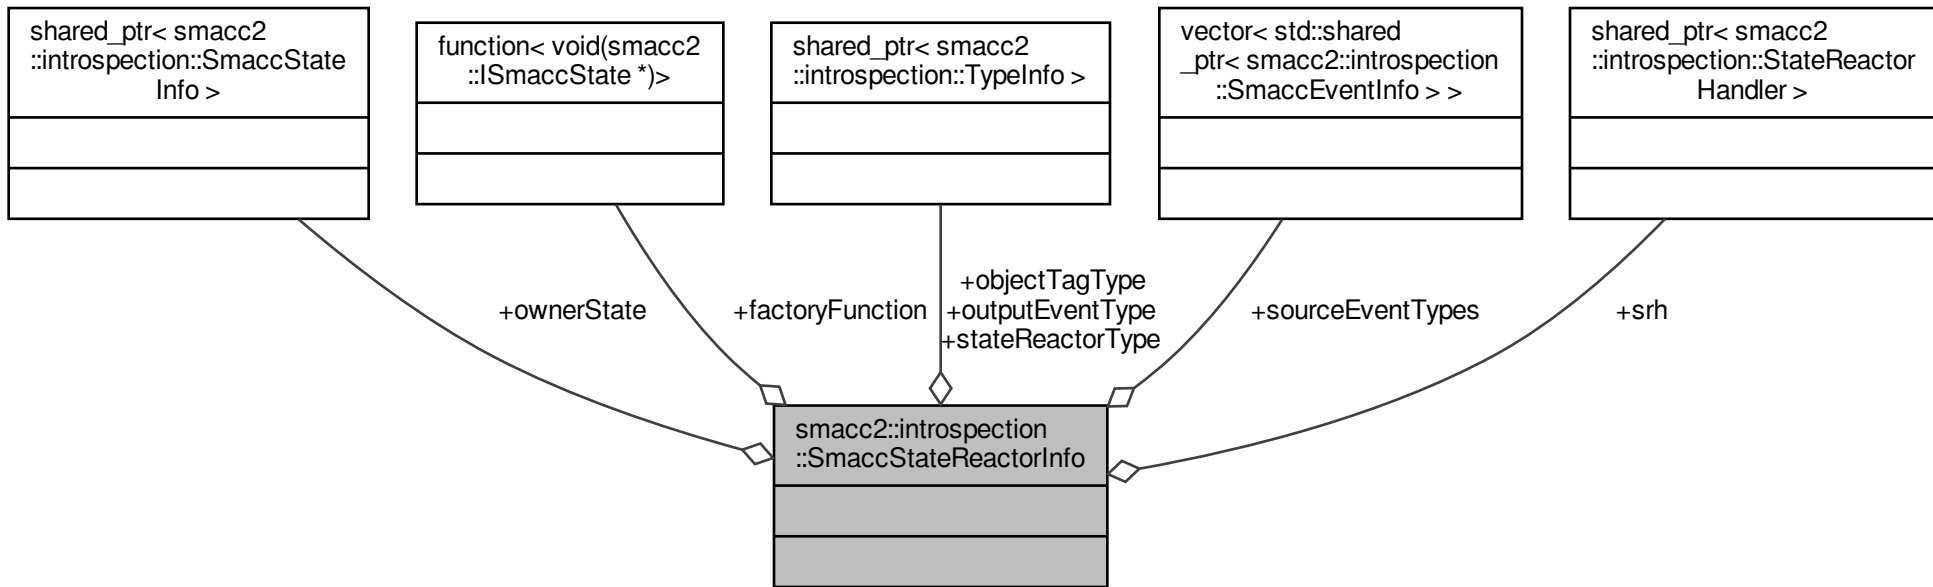 shared_ptr< smacc2
::introspection::SmaccState
Info >
function< void(smacc2
::ISmaccState *)>
shared_ptr< smacc2
::introspection::TypeInfo >
vector< std::shared
_ptr< smacc2::introspection
::SmaccEventInfo > >
shared_ptr< smacc2
::introspection::StateReactor
Handler >
+ownerState
+factoryFunction
+objectTagType
+outputEventType
+stateReactorType
+sourceEventTypes
+srh
smacc2::introspection
::SmaccStateReactorInfo